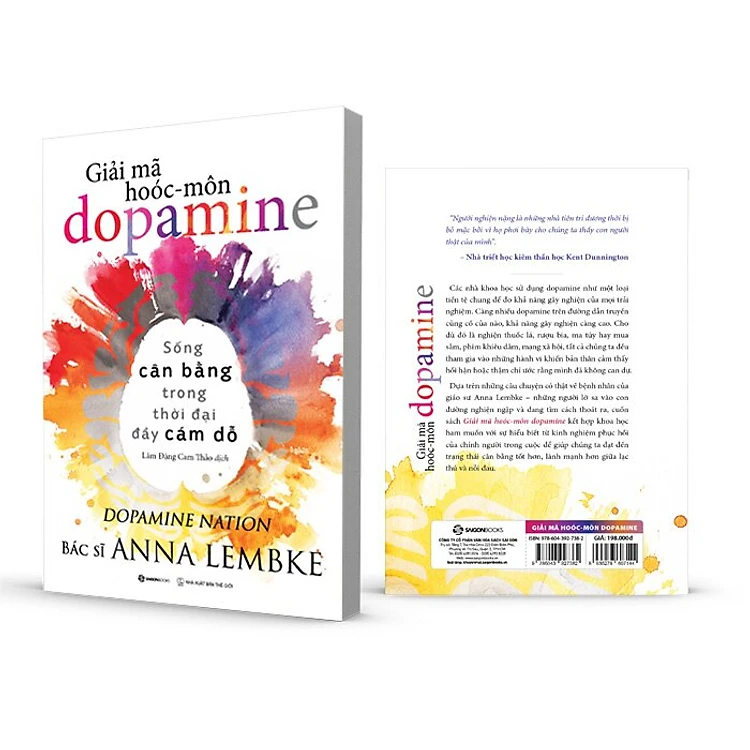 Giải mã
hoóc-môn
dopamine
Sống
cân bằng
trong
thời đại
đầy cám dỗ
Lâm Đặng Cam Thảo dịch
DOPAMINE NATION
BÁC SĨ ANNA LEMBKE
SAIGONBOOKS
NHÀ XUẤT BẢN THẾ GIỚI
Giải mã
hoóc-môn
dopamine
"Người nghiện nặng là những nhà tiên tri đương thời bị
bỏ mặc bởi vì họ phơi bày cho chúng ta thấy con người
thật của mình".
– Nhà triết học kiêm thần học Kent Dunnington
Các nhà khoa học sử dụng dopamine như một loại
tiền tệ chung để đo khả năng gây nghiện của mọi trải
nghiệm. Càng nhiều dopamine trên đường dẫn truyền
củng cố của não, khả năng gây nghiện càng cao. Cho
dù đó là nghiện thuốc lá, rượu bia, ma túy hay mua
sắm, phim khiêu dâm, mạng xã hội, tất cả chúng ta đều
tham gia vào những hành vi khiến bản thân cảm thấy
hối hận hoặc thậm chí ước rằng mình đã không can dự.
Dựa trên những câu chuyện có thật về bệnh nhân của
giáo sư Anna Lembke – những người lỡ sa vào con
đường nghiện ngập và đang tìm cách thoát ra, cuốn
sách Giải mã hoóc-môn dopamine kết hợp khoa học
ham muốn với sự hiểu biết từ kinh nghiệm phục hồi
của chính người trong cuộc để giúp chúng ta đạt đến
trạng thái cân bằng tốt hơn, lành mạnh hơn giữa lạc
thú và nỗi đau.
SAIGONBOOKS
CÔNG TY CỔ PHẦN VĂN HÓA SÁCH SÀI GÒN
GIẢI MÃ HOÓC-MÔN DOPAMINE
ISBN: 978-604-392-738-2
GIÁ: 198.000đ